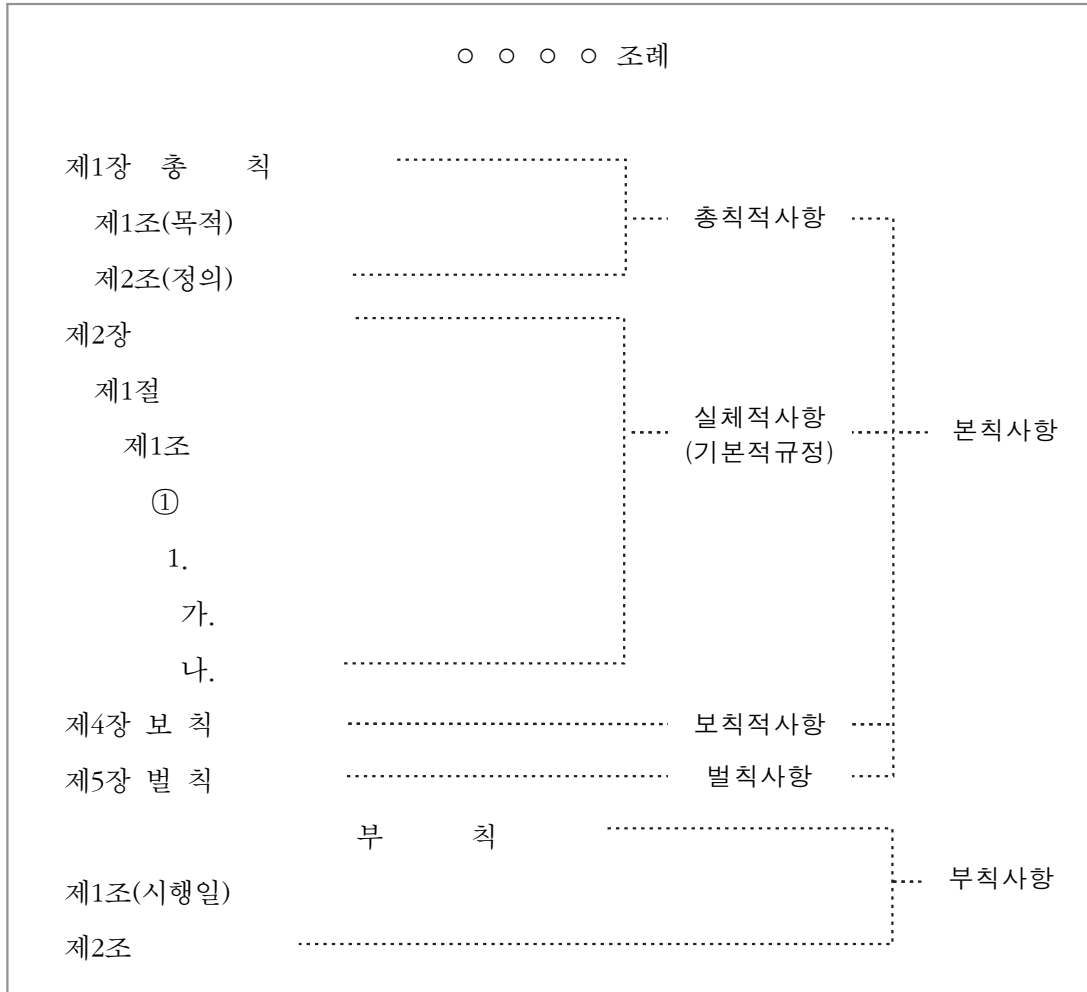 ○ ○ ○ ○ 조례
제1장 총 칙
제1조(목적)
총칙적사항
제2조(정의)
제2장
제1절
제1조
실체적사항
(기본적규정)
본칙사항
①
1.
가.
나.
제4장 보 칙
보칙적사항
제5장 벌 칙
벌칙사항
부 칙
제1조(시행일)
부칙사항
제2조